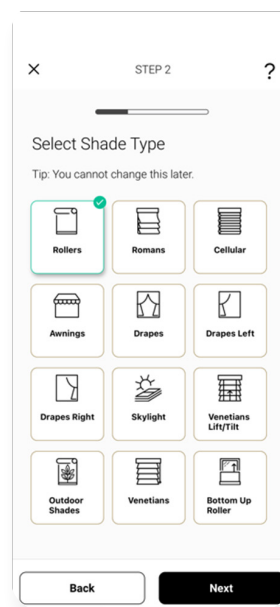 STEP 2
?
Select Shade Type
Tip: You cannot change this later.
Rollers
Romans
Cellular
Awnings
Drapes
Drapes Left
Drapes Right
Skylight
Venetians
Lift/Tilt
Outdoor
Shades
Venetians
Bottom Up
Roller
Back
Next